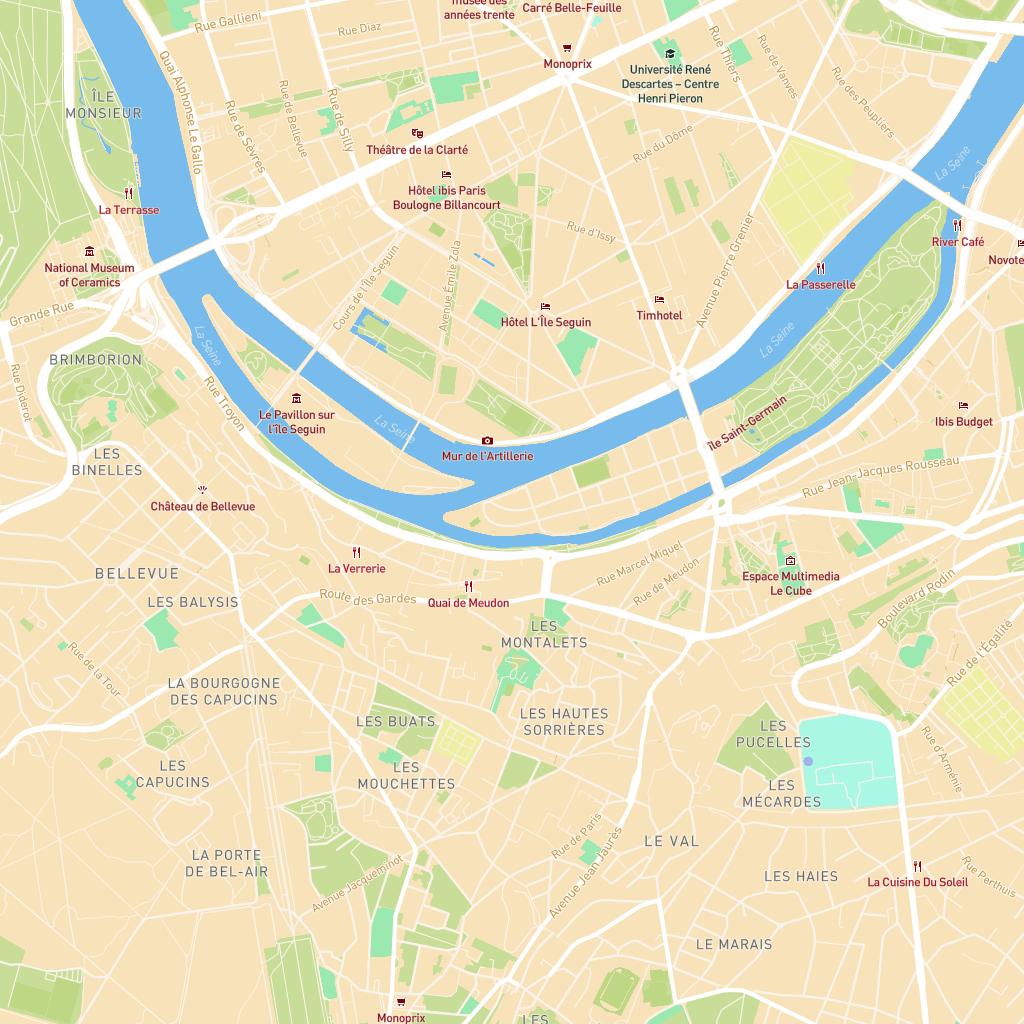 musée des
années trente
Carré Belle-Feuille
Rue Gallieni
Rue Diaz
Monoprix
Rue Thiers
Rue de Vanves
Université René
Descartes – Centre
Henri Pieron
Rue des Peupliers
Quai Alphonse Le Gallo
ÎLE
MONSIEUR
Rue de Sèvres
Rue de Bellevue
Rue de Silly
Théâtre de la Clarté
Rue du Dôme
La Seine
Hôtel ibis Paris
Boulogne Billancourt
La Terrasse
Rue d'Issy
River Café
National Museum
of Ceramics
Novote
Cours de l'Île Seguin
Avenue Émile Zola
Avenue Pierre Grenier
La Passerelle
Grande Rue
Hôtel L'Île Seguin
Timhotel
La Seine
La Seine
BRIMBORION
Rue Diderot
Rue Troyon
Le Pavillon sur
l'île Seguin
La Seine
Île Saint-Germain
Ibis Budget
Mur de l'Artillerie
LES
BINELLES
Rue Jean-Jacques Rousseau
Château de Bellevue
La Verrerie
Rue Marcel Miquel
Rue de Meudon
Espace Multimedia
Le Cube
BELLEVUE
Boulevard Rodin
LES BALYSIS
Route des Gardes
Quai de Meudon
LES
MONTALETS
Rue de l'Égalité
Rue de la Tour
LA BOURGOGNE
DES CAPUCINS
LES BUATS
LES HAUTES
SORRIÈRES
LES
PUCELLES
Rue d'Arménie
LES
CAPUCINS
LES
MOUCHETTES
LES
MÉCARDES
Rue de Paris
LE VAL
LA PORTE
DE BEL-AIR
Avenue Jacqueminot
Avenue Jean Jaurès
LES HAIES
La Cuisine Du Soleil
Rue Perthuis
LE MARAIS
Monoprix
LES